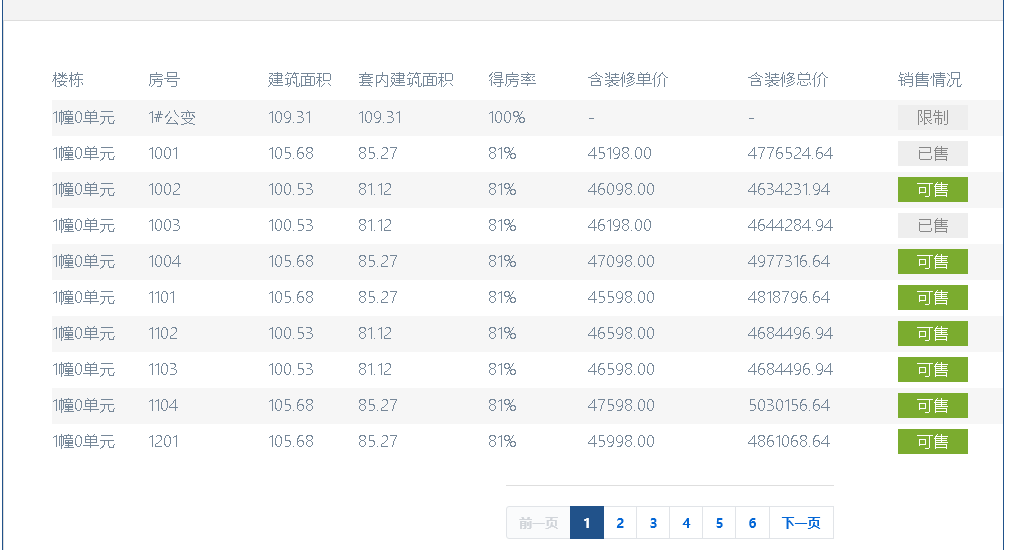 楼栋 房号 建筑面积 套内建筑面积 得房率 含装修单价 含装修总价 销售情况
1幢0单元 1#公变 109.31 109.31 100% - - 限制
1幢0单元 1001 105.68 85.27 81% 45198.00 4776524.64 已售
1幢0单元 1002 100.53 81.12 81% 46098.00 4634231.94 可售
1幢0单元 1003 100.53 81.12 81% 46198.00 4644284.94 已售
1幢0单元 1004 105.68 85.27 81% 47098.00 4977316.64 可售
1幢0单元 1101 105.68 85.27 81% 45598.00 4818796.64 可售
1幢0单元 1102 100.53 81.12 81% 46598.00 4684496.94 可售
1幢0单元 1103 100.53 81.12 81% 46598.00 4684496.94 可售
1幢0单元 1104 105.68 85.27 81% 47598.00 5030156.64 可售
1幢0单元 1201 105.68 85.27 81% 45998.00 4861068.64 可售
前一页 1 2 3 4 5 6 下一页